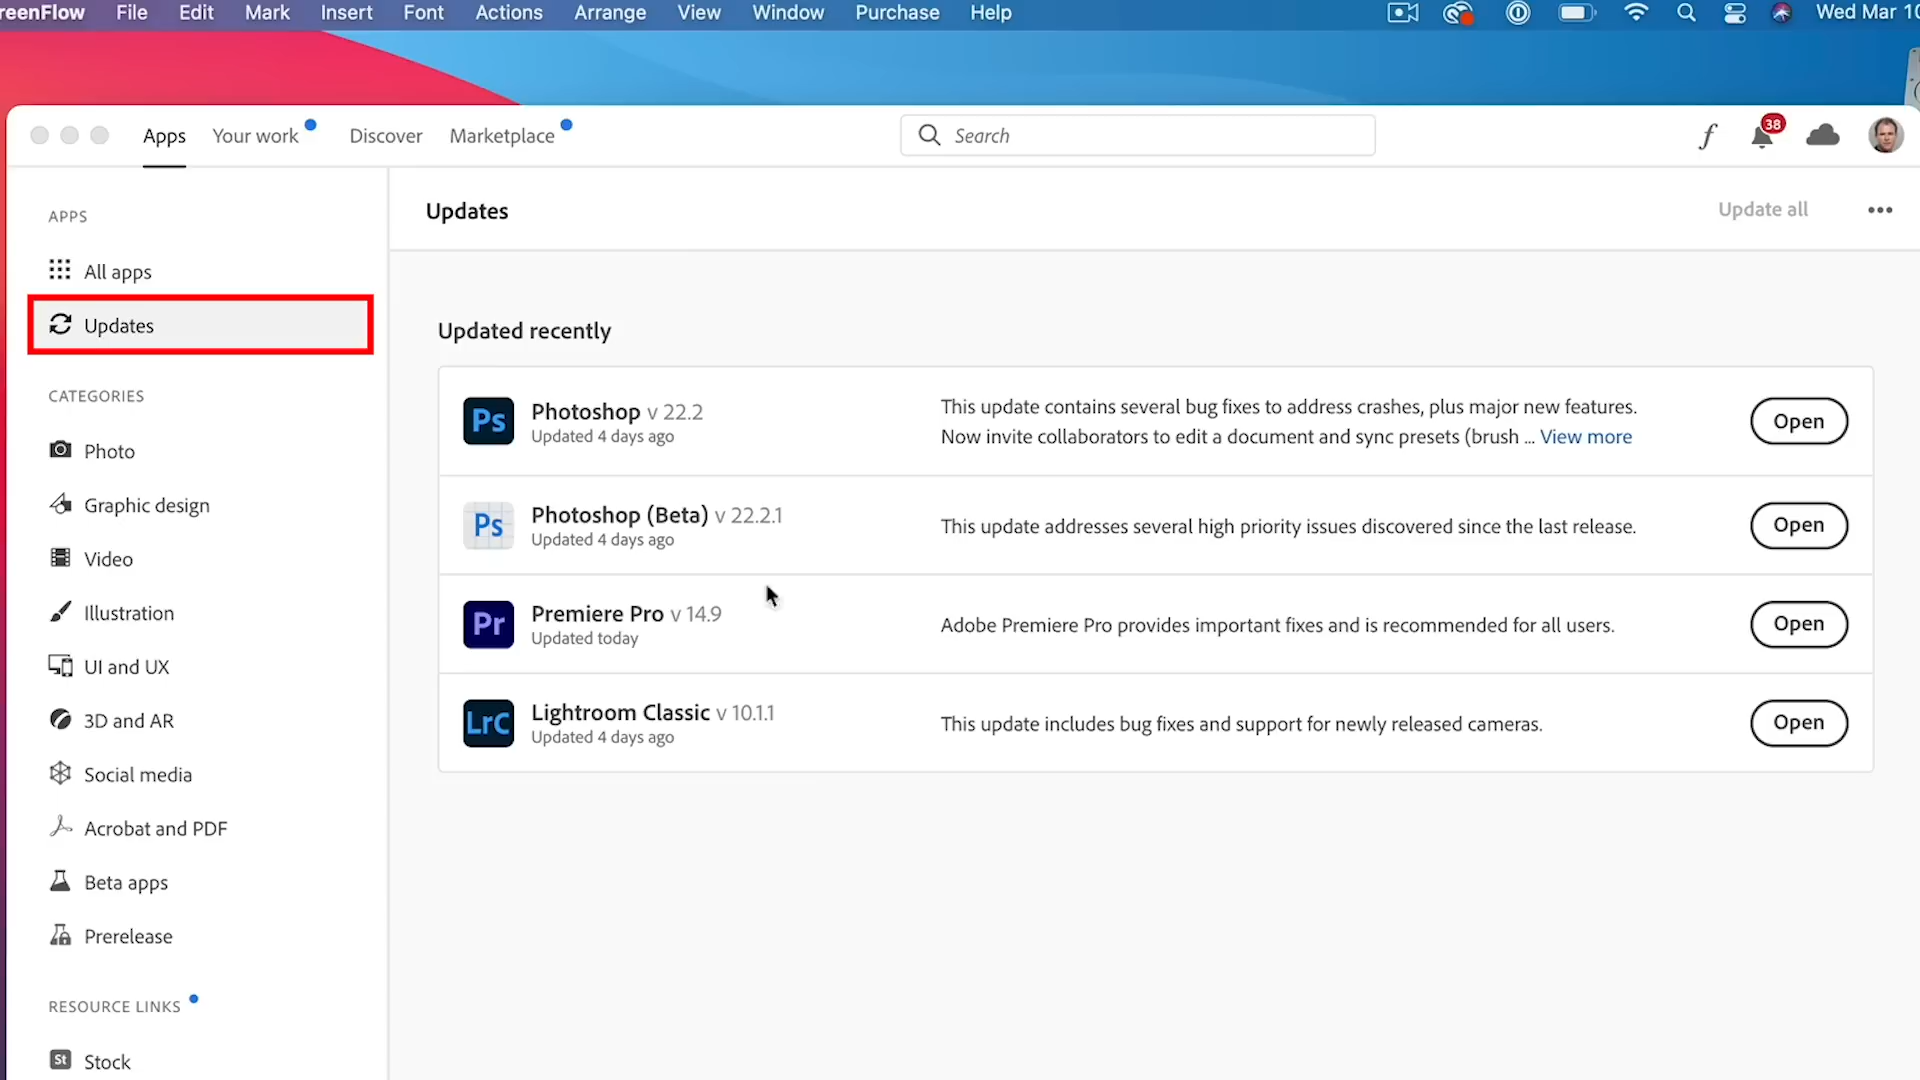 reenFlow File Edit Mark Insert Font Actions Arrange View Window Purchase Help Wed Mar 10
Apps Your work Discover Marketplace Search 38
APPS
All apps
Updates
CATEGORIES
Photo
Graphic design
Video
Illustration
UI and UX
3D and AR
Social media
Acrobat and PDF
Beta apps
Prerelease
RESOURCE LINKS
St Stock
Updates Update all
Updated recently
Ps Photoshop v 22.2
Updated 4 days ago
This update contains several bug fixes to address crashes, plus major new features.
Now invite collaborators to edit a document and sync presets (brush ... View more
Open
Ps Photoshop (Beta) v 22.2.1
Updated 4 days ago
This update addresses several high priority issues discovered since the last release.
Open
Pr Premiere Pro v 14.9
Updated today
Adobe Premiere Pro provides important fixes and is recommended for all users.
Open
LrC Lightroom Classic v 10.1.1
Updated 4 days ago
This update includes bug fixes and support for newly released cameras.
Open